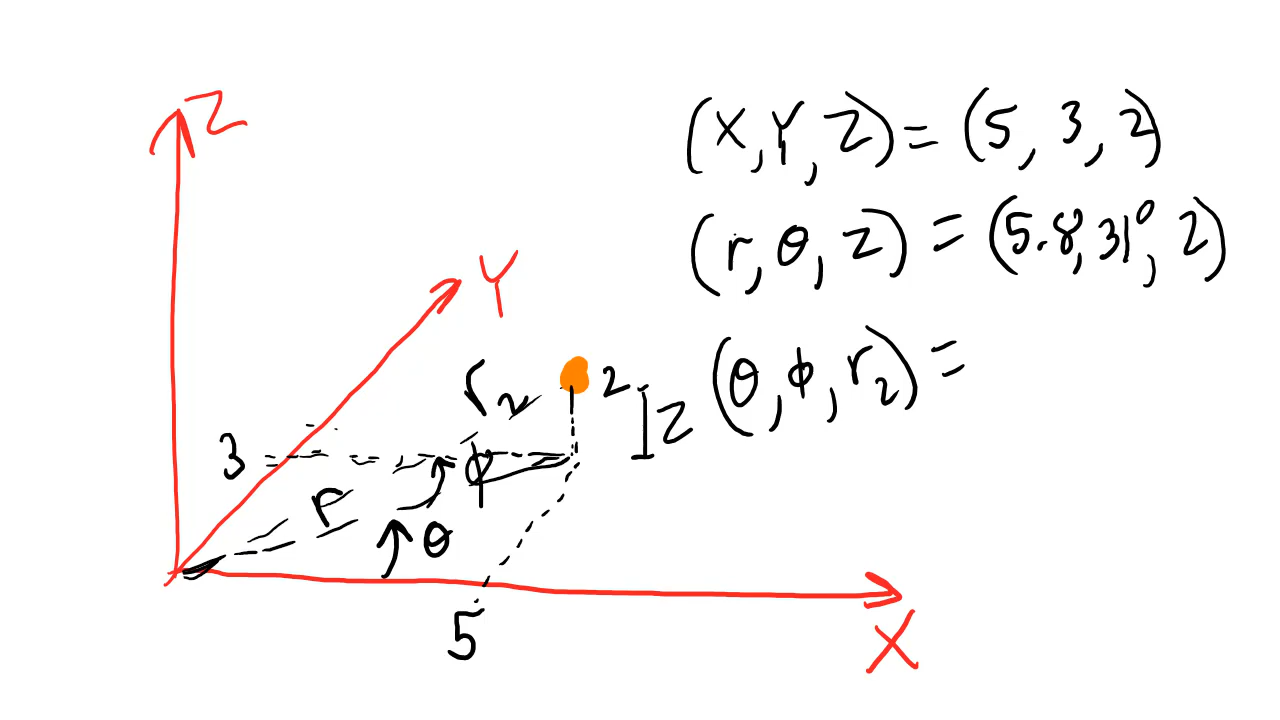 Z
(X,Y,Z)=(5,3,2)
(r,θ,z)=(5.8,31°,2)
Y
(θ,ϕ,r₂)=
r₂
2
z
3
ϕ
r
θ
5
X